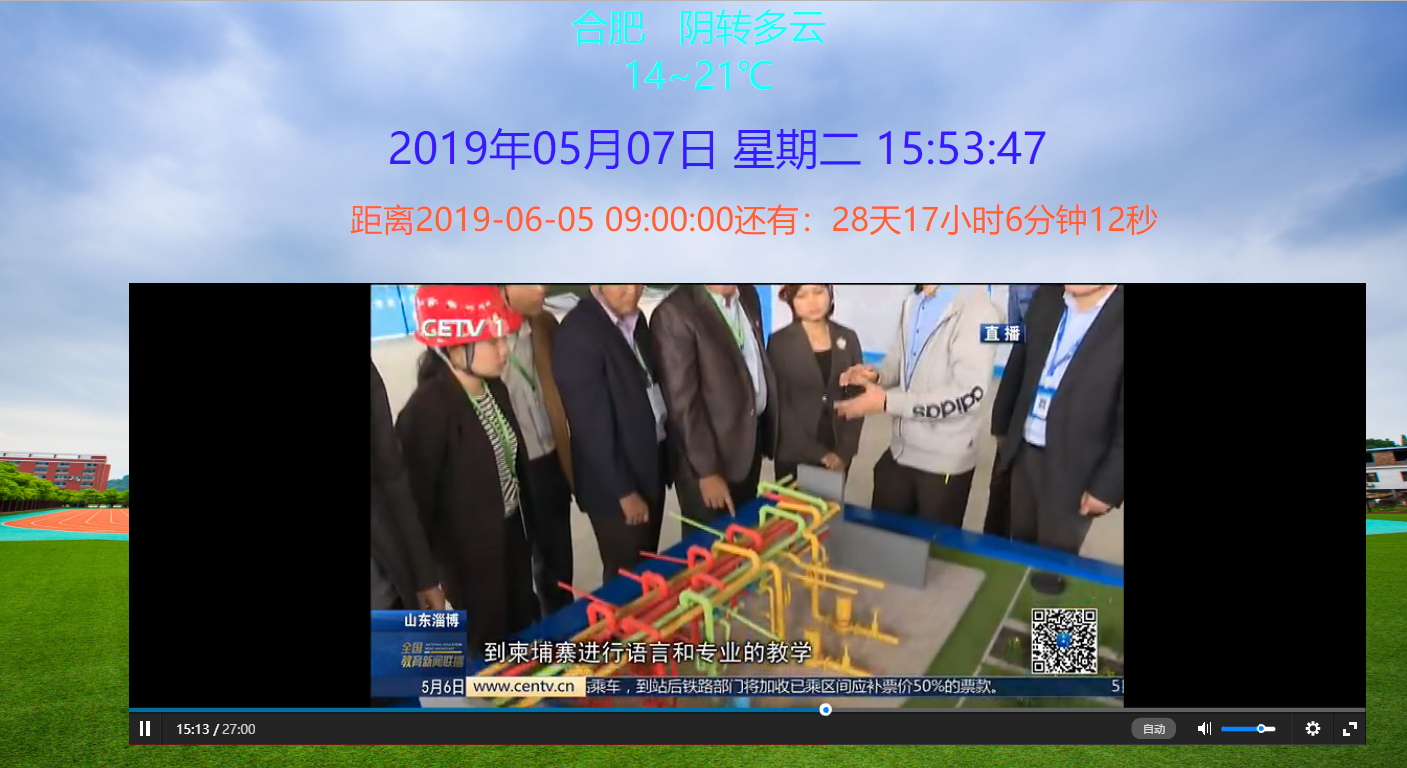 合肥 阴转多云
14~21℃
2019年05月07日 星期二 15:53:47
距离2019-06-05 09:00:00还有：28天17小时6分钟12秒
CETV 1
直播
adidas
山东淄博
全国
教育新闻联播
到柬埔寨进行语言和专业的教学
5月6日
www.centv.cn
乘车，到站后铁路部门将加收已乘区间应补票价50%的票款。
15:13 / 27:00
自动